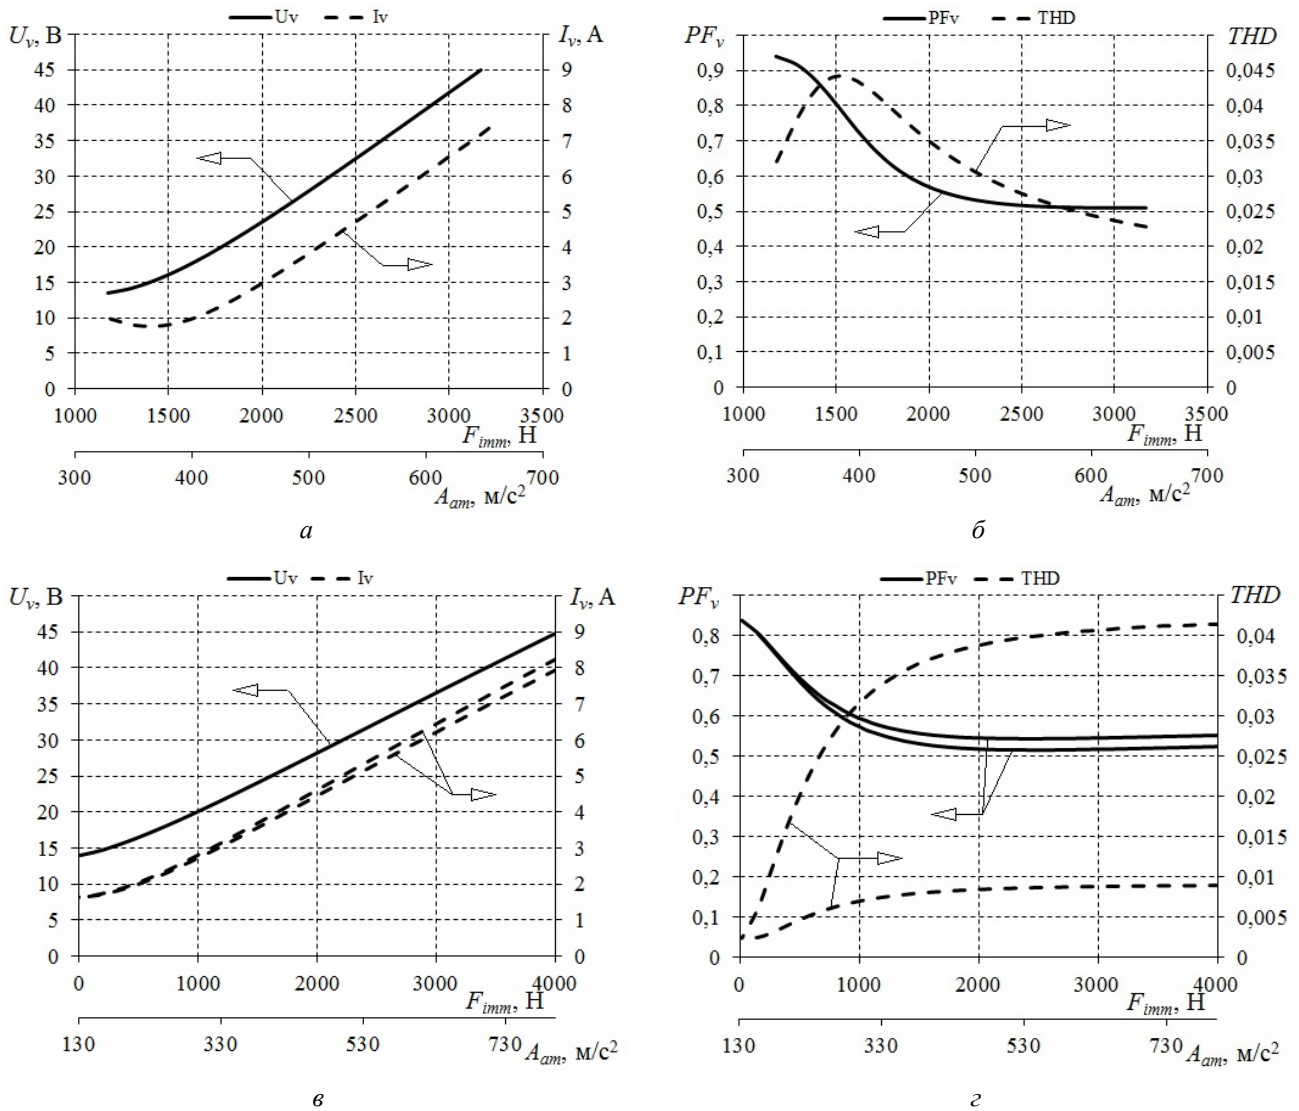 Uv Iv
Uv, В Iv, А
45 9
40 8
35 7
30 6
25 5
20 4
15 3
10 2
5 1
0 0
1000 1500 2000 2500 3000 3500
Fimm, Н
300 400 500 600 700
Aam, м/с2
а
PFv THD
PFv THD
0,9 0,045
0,8 0,04
0,7 0,035
0,6 0,03
0,5 0,025
0,4 0,02
0,3 0,015
0,2 0,01
0,1 0,005
0 0
1000 1500 2000 2500 3000 3500
Fimm, Н
300 400 500 600 700
Aam, м/с2
б
Uv Iv
Uv, В Iv, А
45 9
40 8
35 7
30 6
25 5
20 4
15 3
10 2
5 1
0 0
0 1000 2000 3000 4000
Fimm, Н
130 330 530 730 Aam, м/с2
в
PFv THD
PFv THD
0,8 0,04
0,7 0,035
0,6 0,03
0,5 0,025
0,4 0,02
0,3 0,015
0,2 0,01
0,1 0,005
0 0
0 1000 2000 3000 4000
Fimm, Н
130 330 530 730 Aam, м/с2
г